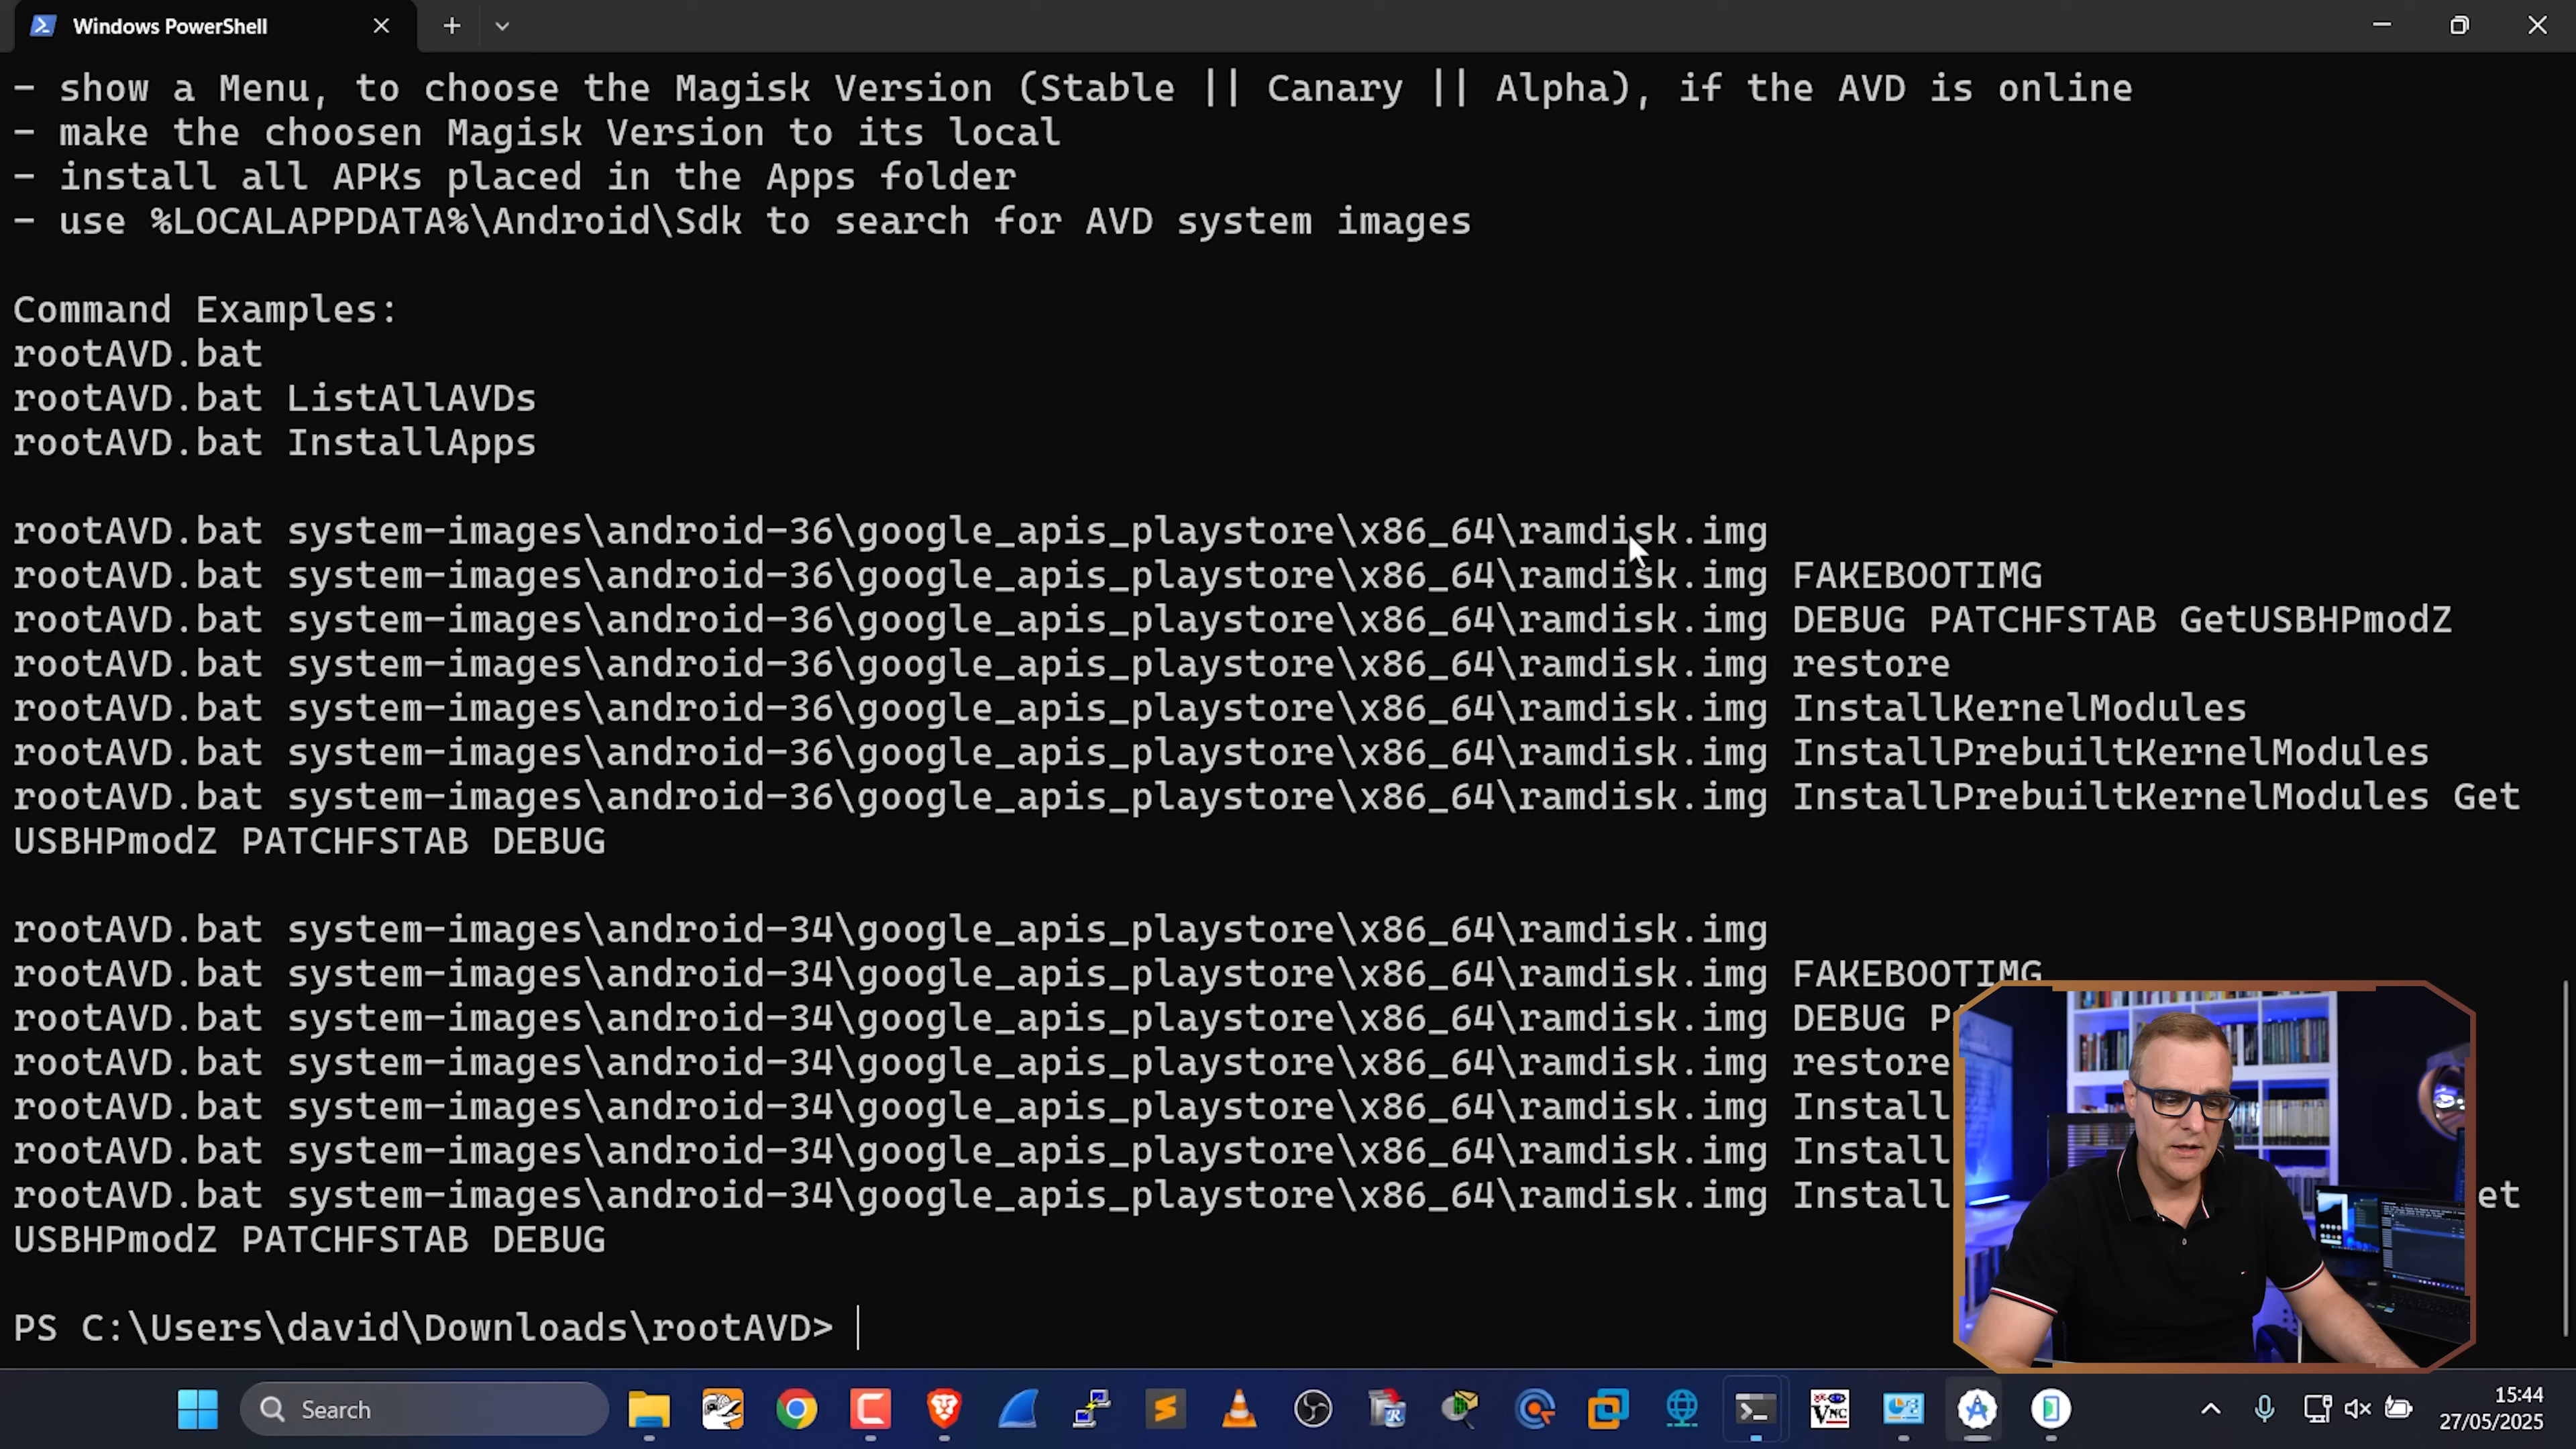 Windows PowerShell
- show a Menu, to choose the Magisk Version (Stable || Canary || Alpha), if the AVD is online
- make the choosen Magisk Version to its local
- install all APKs placed in the Apps folder
- use %LOCALAPPDATA%\Android\Sdk to search for AVD system images
Command Examples:
rootAVD.bat
rootAVD.bat ListAllAVDs
rootAVD.bat InstallApps
rootAVD.bat system-images\android-36\google_apis_playstore\x86_64\ramdisk.img
rootAVD.bat system-images\android-36\google_apis_playstore\x86_64\ramdisk.img FAKEBOOTIMG
rootAVD.bat system-images\android-36\google_apis_playstore\x86_64\ramdisk.img DEBUG PATCHFSTAB GetUSBHPmodZ
rootAVD.bat system-images\android-36\google_apis_playstore\x86_64\ramdisk.img restore
rootAVD.bat system-images\android-36\google_apis_playstore\x86_64\ramdisk.img InstallKernelModules
rootAVD.bat system-images\android-36\google_apis_playstore\x86_64\ramdisk.img InstallPrebuiltKernelModules
rootAVD.bat system-images\android-36\google_apis_playstore\x86_64\ramdisk.img InstallPrebuiltKernelModules Get
USBHPmodZ PATCHFSTAB DEBUG
rootAVD.bat system-images\android-34\google_apis_playstore\x86_64\ramdisk.img
rootAVD.bat system-images\android-34\google_apis_playstore\x86_64\ramdisk.img FAKEBOOTIMG
rootAVD.bat system-images\android-34\google_apis_playstore\x86_64\ramdisk.img DEBUG P
rootAVD.bat system-images\android-34\google_apis_playstore\x86_64\ramdisk.img restore
rootAVD.bat system-images\android-34\google_apis_playstore\x86_64\ramdisk.img Install
rootAVD.bat system-images\android-34\google_apis_playstore\x86_64\ramdisk.img Install
rootAVD.bat system-images\android-34\google_apis_playstore\x86_64\ramdisk.img Install et
USBHPmodZ PATCHFSTAB DEBUG
PS C:\Users\david\Downloads\rootAVD>
Search
VNC
15:44
27/05/2025